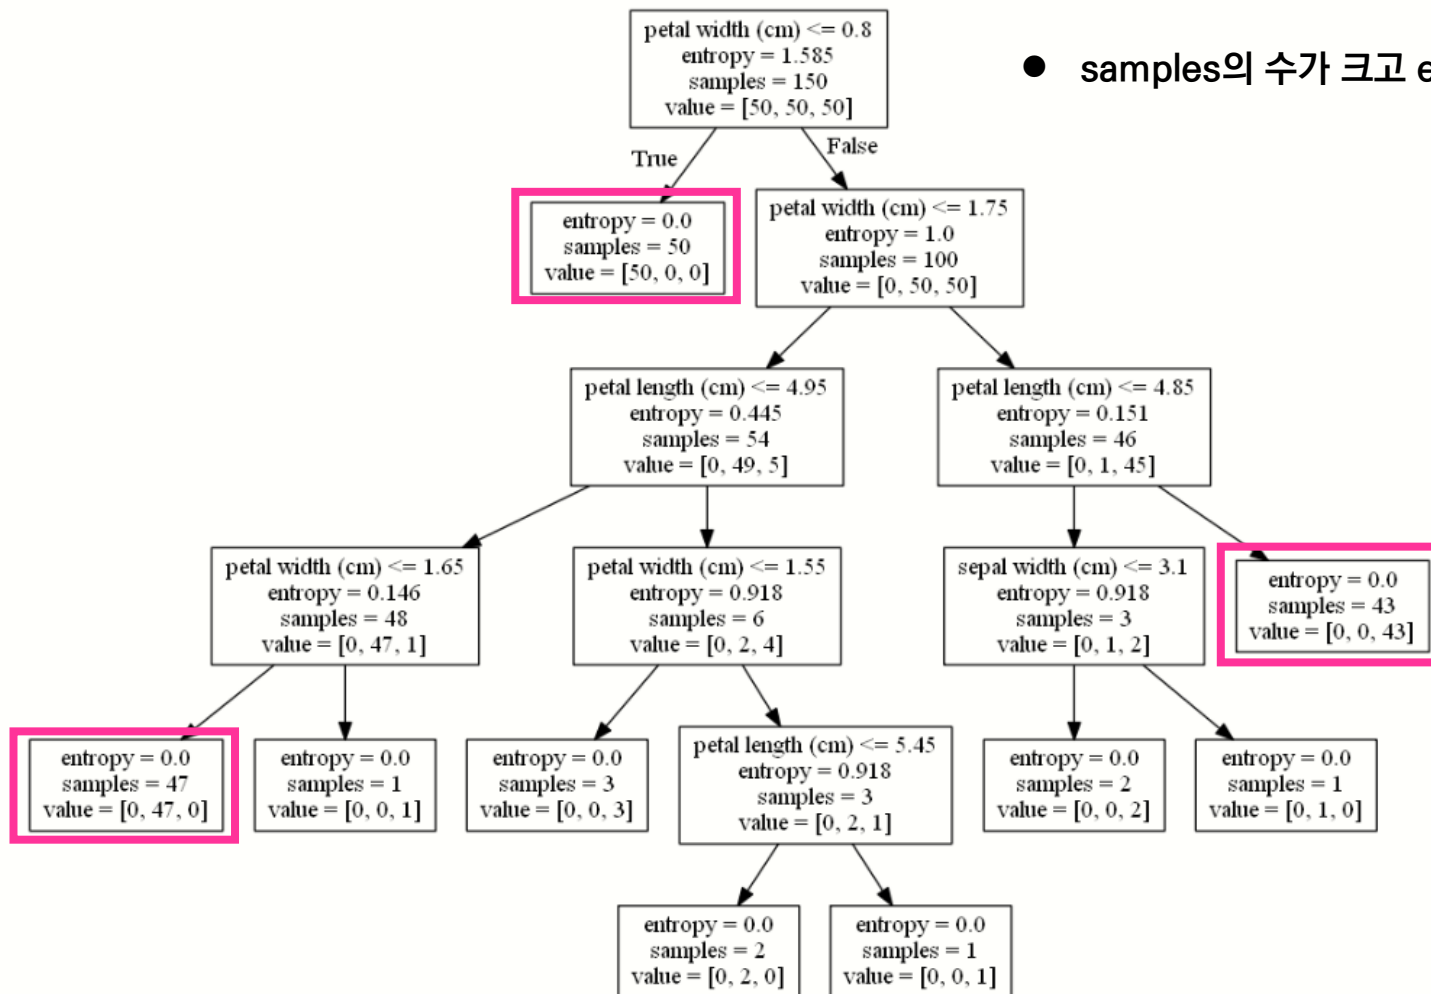 petal width (cm) <= 0.8
entropy = 1.585
samples = 150
value = [50, 50, 50]
● samples의 수가 크고 e
True
False
entropy = 0.0
samples = 50
value = [50, 0, 0]
petal width (cm) <= 1.75
entropy = 1.0
samples = 100
value = [0, 50, 50]
petal length (cm) <= 4.95
entropy = 0.445
samples = 54
value = [0, 49, 5]
petal length (cm) <= 4.85
entropy = 0.151
samples = 46
value = [0, 1, 45]
petal width (cm) <= 1.65
entropy = 0.146
samples = 48
value = [0, 47, 1]
petal width (cm) <= 1.55
entropy = 0.918
samples = 6
value = [0, 2, 4]
sepal width (cm) <= 3.1
entropy = 0.918
samples = 3
value = [0, 1, 2]
entropy = 0.0
samples = 43
value = [0, 0, 43]
entropy = 0.0
samples = 47
value = [0, 47, 0]
entropy = 0.0
samples = 1
value = [0, 0, 1]
entropy = 0.0
samples = 3
value = [0, 0, 3]
petal length (cm) <= 5.45
entropy = 0.918
samples = 3
value = [0, 2, 1]
entropy = 0.0
samples = 2
value = [0, 0, 2]
entropy = 0.0
samples = 1
value = [0, 1, 0]
entropy = 0.0
samples = 2
value = [0, 2, 0]
entropy = 0.0
samples = 1
value = [0, 0, 1]